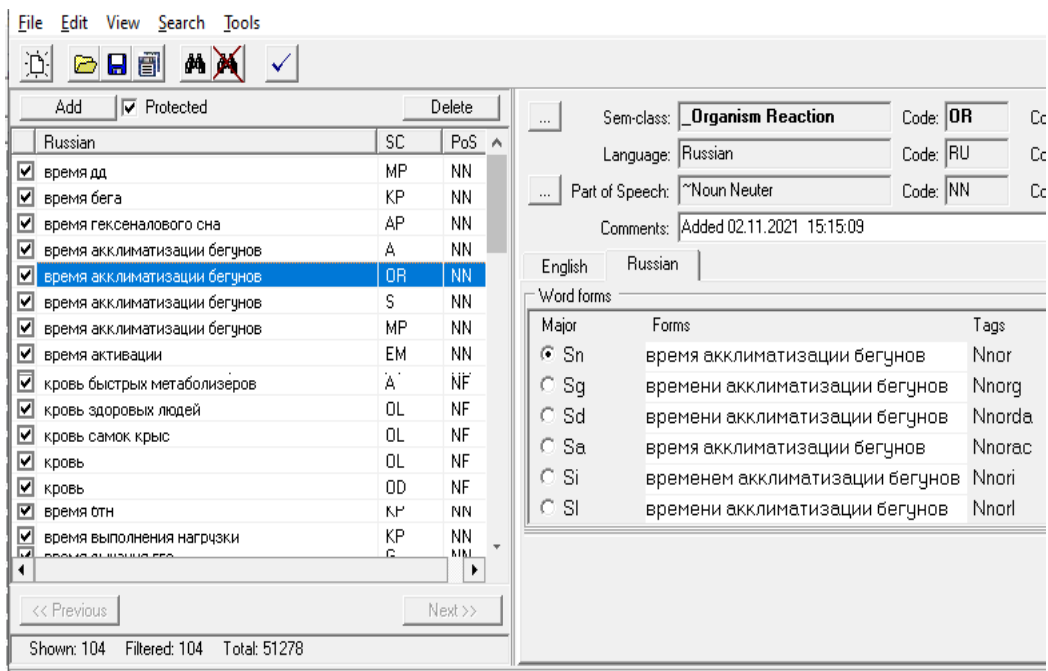 File Edit View Search Tools
Add Protected Delete
Russian SC PoS
время дд MP NN
время бега KP NN
время гексеналового сна AP NN
время акклиматизации бегунов A NN
время акклиматизации бегунов OR NN
время акклиматизации бегунов S NN
время акклиматизации бегунов MP NN
время активации EM NN
кровь быстрых метаболизеров A NF
кровь здоровых людей OL NF
кровь самок крыс OL NF
кровь OL NF
кровь OD NF
время отн KP NN
время выполнения нагрузки KP NN
<< Previous Next >>
Shown: 104 Filtered: 104 Total: 51278
... Sem-class: _Organism Reaction Code: OR Co
Language: Russian Code: RU Co
... Part of Speech: ~Noun Neuter Code: NN Co
Comments: Added 02.11.2021 15:15:09
English Russian
Word forms
Major Forms Tags
Sn время акклиматизации бегунов Nnor
Sg времени акклиматизации бегунов Nnorg
Sd времени акклиматизации бегунов Nnorda
Sa время акклиматизации бегунов Nnorac
Si временем акклиматизации бегунов Nnori
Sl времени акклиматизации бегунов Nnorl